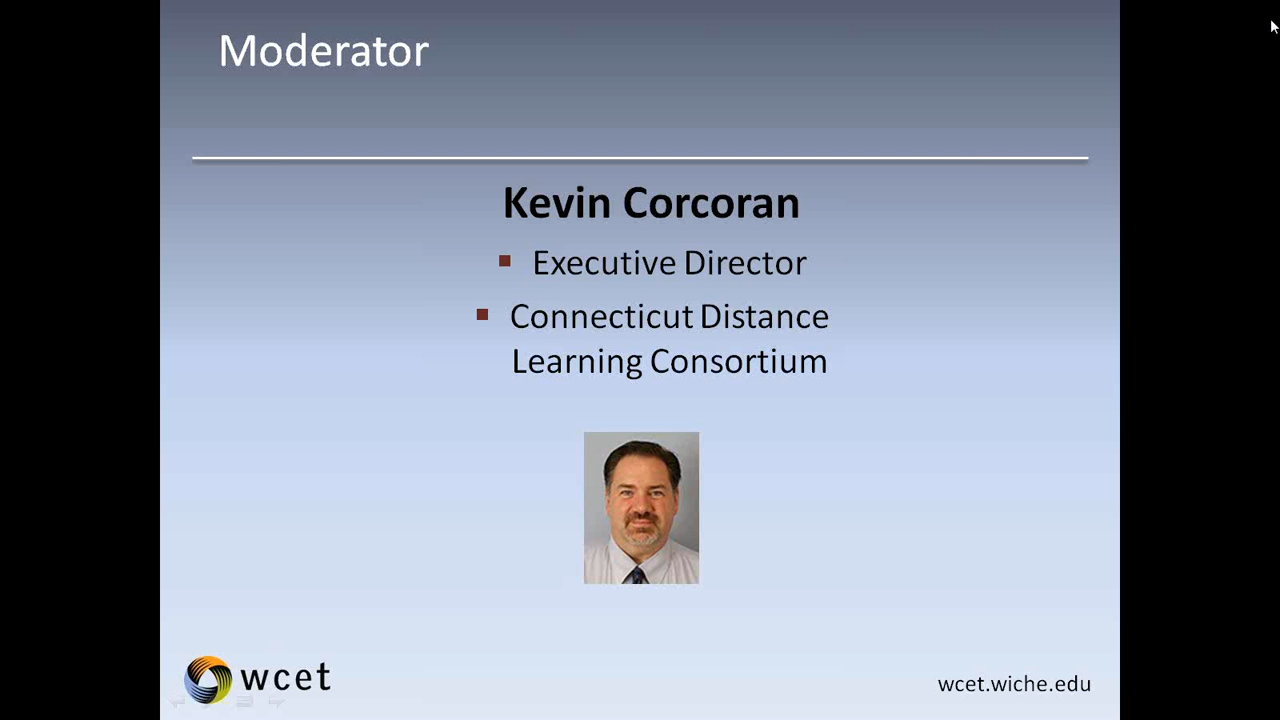 Moderator
Kevin Corcoran
Executive Director
Connecticut Distance
Learning Consortium
wcet
wcet.wiche.edu